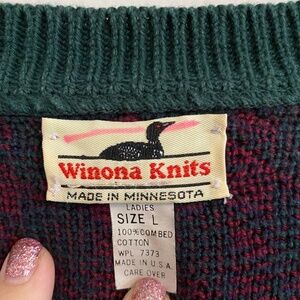 Winona Knits
MADE IN MINNESOTA
LADIES
SIZE L
100% COMBED
COTTON
WPL 7373
MADE IN U.S.A.
CARE OVER